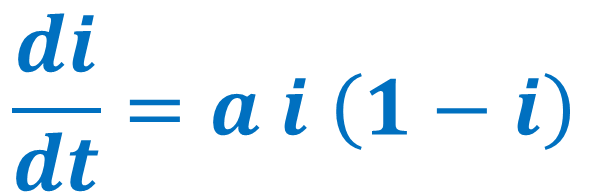 di/dt = a i (1 − i)